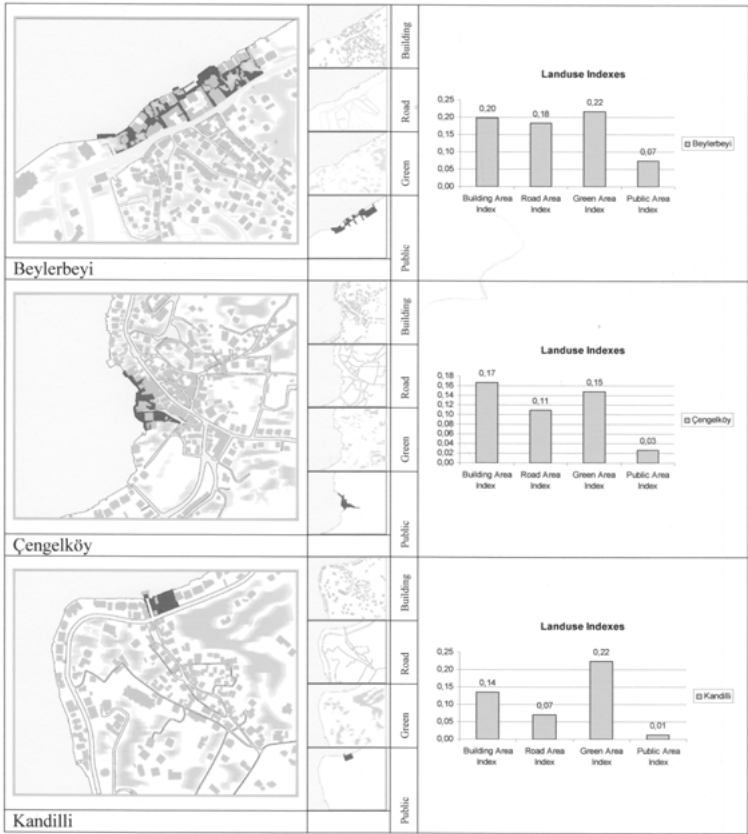 Building
Road
Green
Public
Beylerbeyi
Landuse Indexes
0,25
0,20
0,15
0,10
0,05
0,00
0,20
0,18
0,22
0,07
Building Area Index
Road Area Index
Green Area Index
Public Area Index
Beylerbeyi
Building
Road
Green
Public
Çengelköy
Landuse Indexes
0,18
0,16
0,14
0,12
0,10
0,08
0,06
0,04
0,02
0,00
0,17
0,11
0,15
0,03
Building Area Index
Road Area Index
Green Area Index
Public Area Index
Çengelköy
Building
Road
Green
Public
Kandilli
Landuse Indexes
0,25
0,20
0,15
0,10
0,05
0,00
0,14
0,07
0,22
0,01
Building Area Index
Road Area Index
Green Area Index
Public Area Index
Kandilli